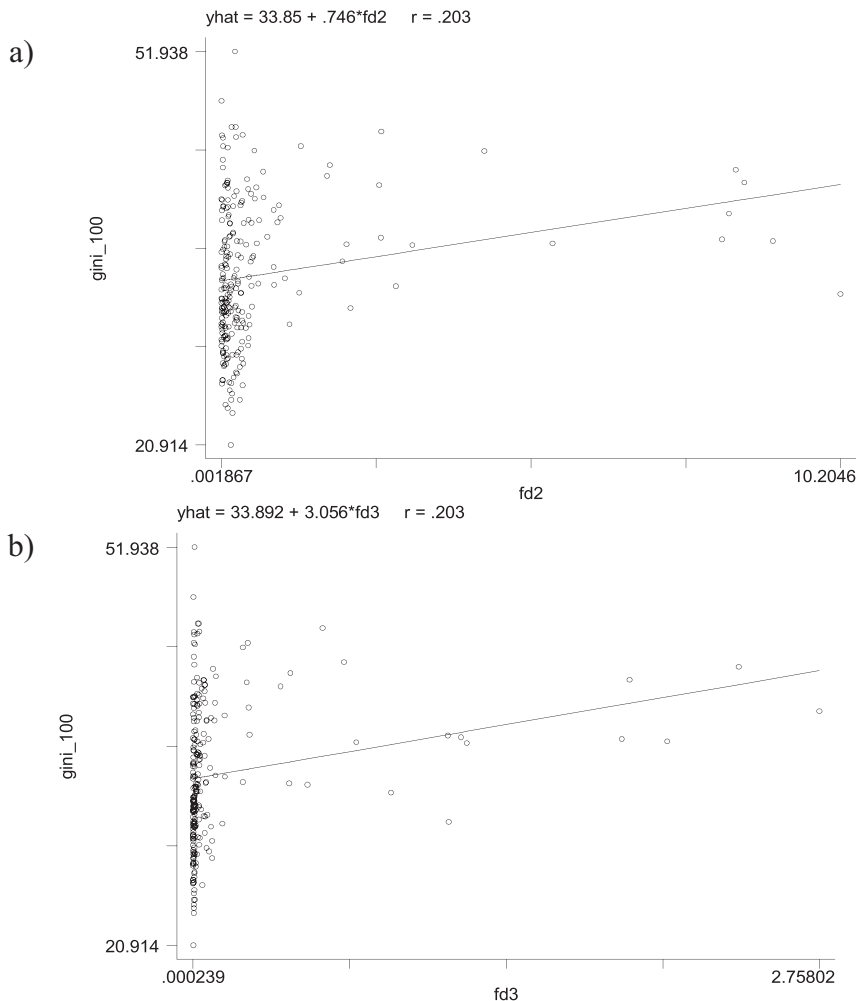 yhat = 33.85 + .746*fd2 r = .203
a)
51.938
gini_100
20.914
.001867 10.2046
fd2
yhat = 33.892 + 3.056*fd3 r = .203
b)
51.938
gini_100
20.914
.000239 2.75802
fd3